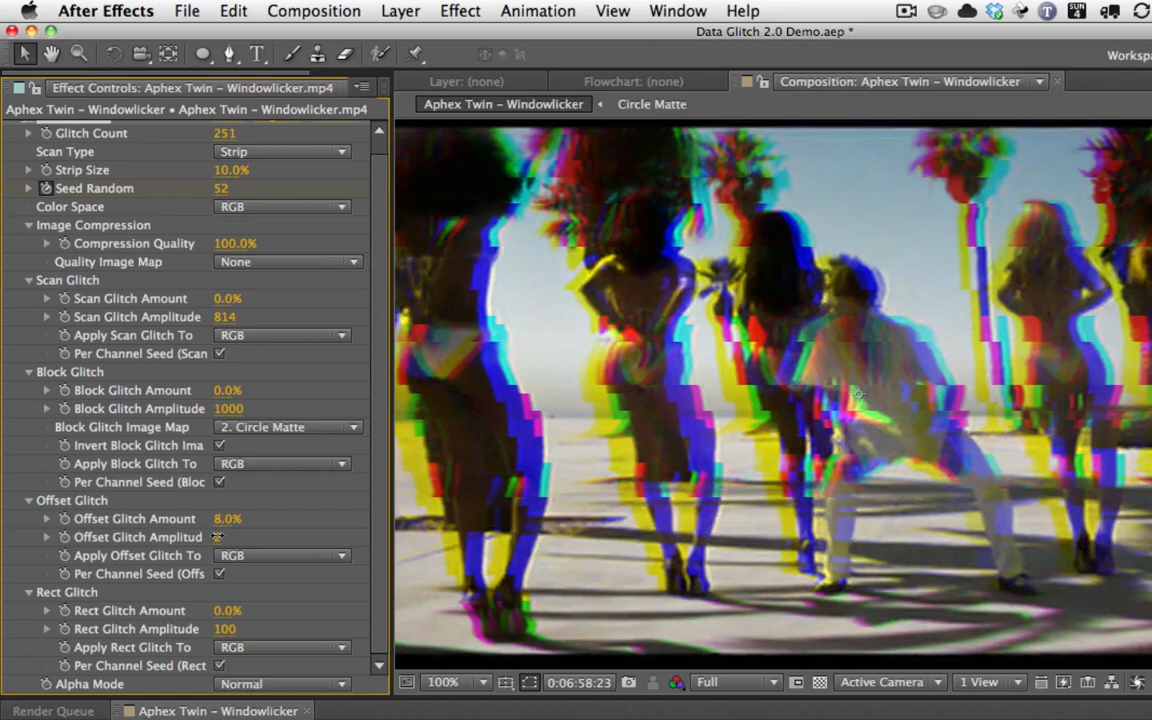 After Effects File Edit Composition Layer Effect Animation View Window Help
SUN 4
Data Glitch 2.0 Demo.aep *
T
Workspa
Effect Controls: Aphex Twin – Windowlicker.mp4
Layer: (none) Flowchart: (none) Composition: Aphex Twin – Windowlicker
Aphex Twin – Windowlicker • Aphex Twin – Windowlicker.mp4
Aphex Twin – Windowlicker Circle Matte
Glitch Count 251
Scan Type Strip
Strip Size 10.0%
Seed Random 52
Color Space RGB
Image Compression
Compression Quality 100.0%
Quality Image Map None
Scan Glitch
Scan Glitch Amount 0.0%
Scan Glitch Amplitude 814
Apply Scan Glitch To RGB
Per Channel Seed (Scan
Block Glitch
Block Glitch Amount 0.0%
Block Glitch Amplitude 1000
Block Glitch Image Map 2. Circle Matte
Invert Block Glitch Ima
Apply Block Glitch To RGB
Per Channel Seed (Bloc
Offset Glitch
Offset Glitch Amount 8.0%
Offset Glitch Amplitud
Apply Offset Glitch To RGB
Per Channel Seed (Offs
Rect Glitch
Rect Glitch Amount 0.0%
Rect Glitch Amplitude 100
Apply Rect Glitch To RGB
Per Channel Seed (Rect
Alpha Mode Normal
100% 0:06:58:23 Full Active Camera 1 View
Render Queue Aphex Twin – Windowlicker